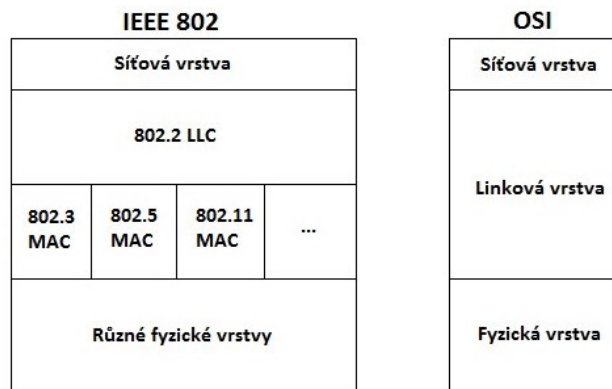 IEEE 802
Síťová vrstva
802.2 LLC
802.3
MAC
802.5
MAC
802.11
MAC
...
Různé fyzické vrstvy
OSI
Síťová vrstva
Linková vrstva
Fyzická vrstva